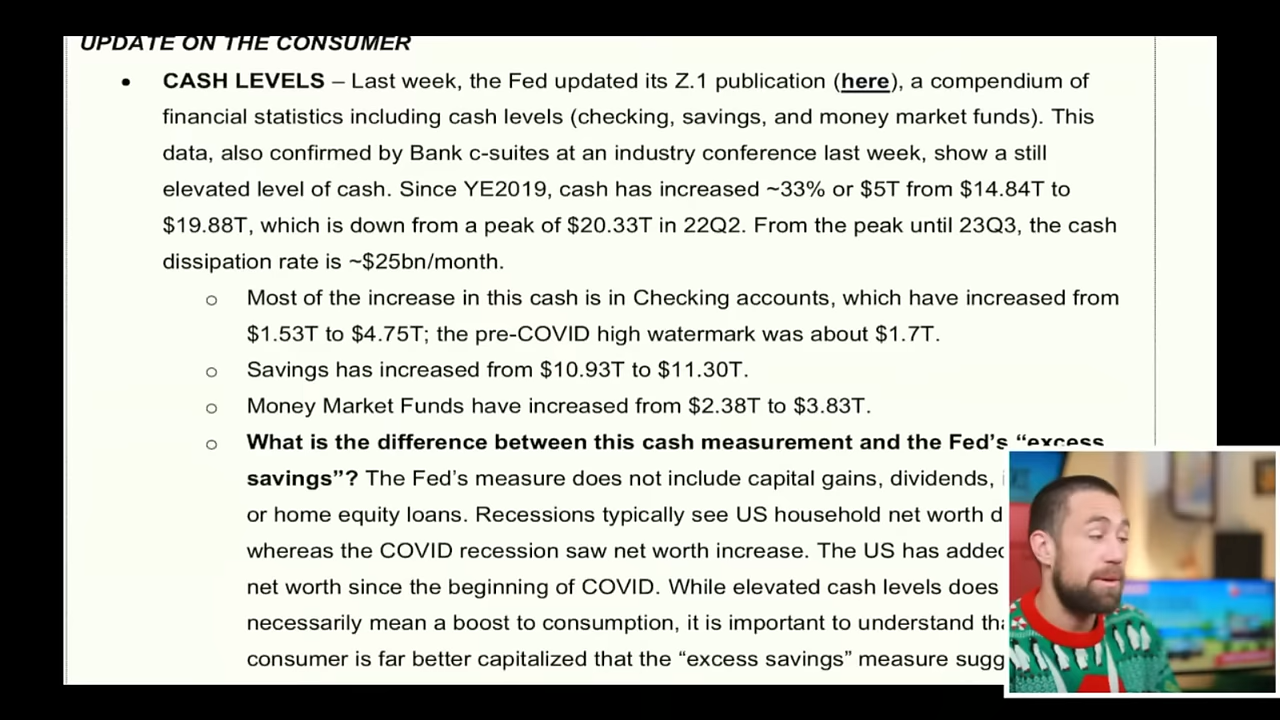 UPDATE ON THE CONSUMER
• CASH LEVELS – Last week, the Fed updated its Z.1 publication (here), a compendium of
financial statistics including cash levels (checking, savings, and money market funds). This
data, also confirmed by Bank c-suites at an industry conference last week, show a still
elevated level of cash. Since YE2019, cash has increased ~33% or $5T from $14.84T to
$19.88T, which is down from a peak of $20.33T in 22Q2. From the peak until 23Q3, the cash
dissipation rate is ~$25bn/month.
o Most of the increase in this cash is in Checking accounts, which have increased from
$1.53T to $4.75T; the pre-COVID high watermark was about $1.7T.
o Savings has increased from $10.93T to $11.30T.
o Money Market Funds have increased from $2.38T to $3.83T.
o What is the difference between this cash measurement and the Fed's “excess
savings”? The Fed's measure does not include capital gains, dividends,
or home equity loans. Recessions typically see US household net worth
whereas the COVID recession saw net worth increase. The US has
net worth since the beginning of COVID. While elevated cash levels does
necessarily mean a boost to consumption, it is important to understand
consumer is far better capitalized that the “excess savings” measure